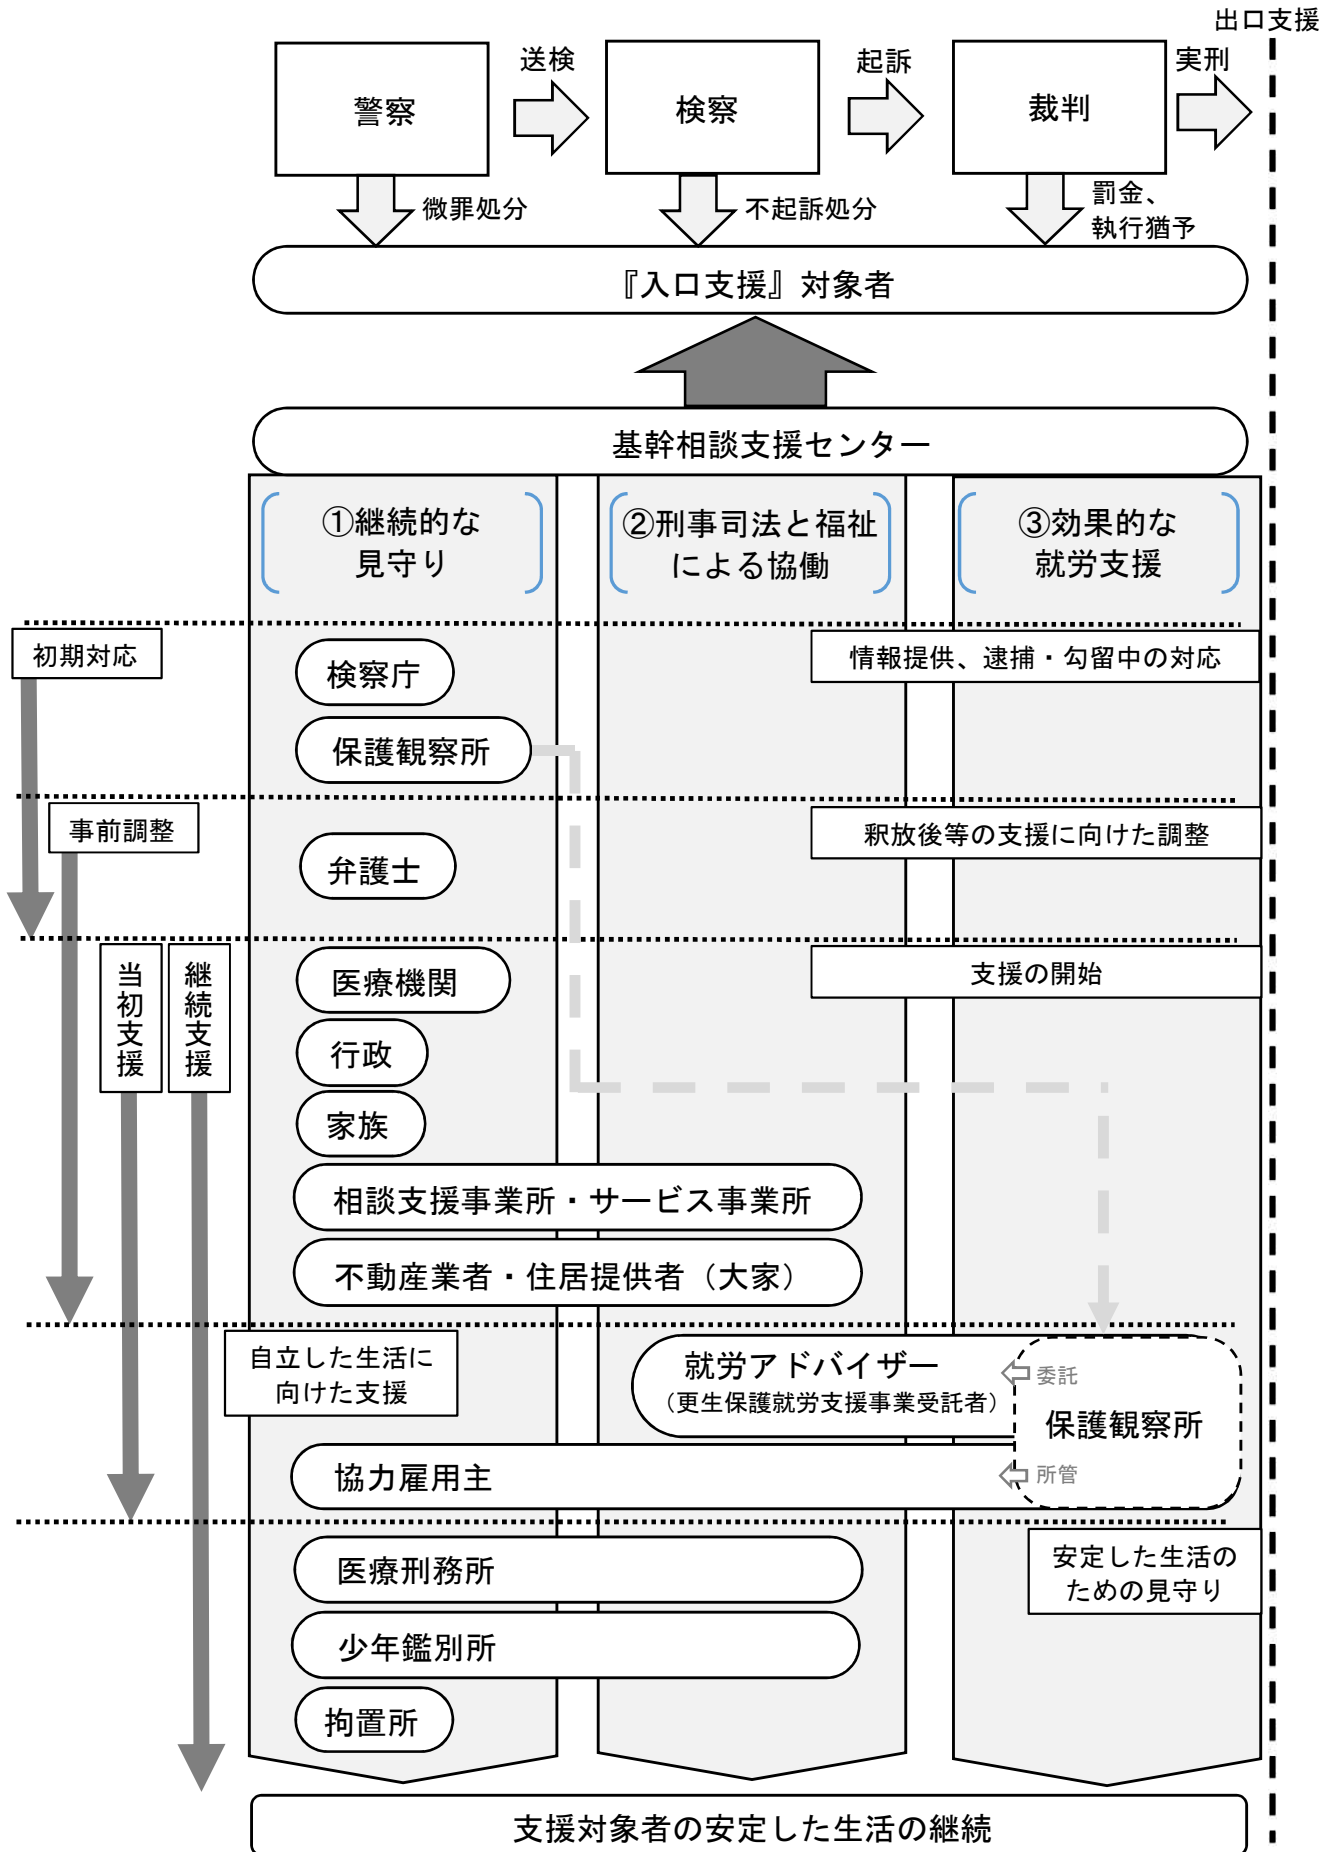 出口支援
送検
起訴
実刑
警察
検察
裁判
微罪処分
不起訴処分
罰金、
執行猶予
『入口支援』対象者
基幹相談支援センター
①継続的な
見守り
②刑事司法と福祉
による協働
③効果的な
就労支援
初期対応
検察庁
情報提供、逮捕・勾留中の対応
保護観察所
事前調整
弁護士
釈放後等の支援に向けた調整
当初支援
継続支援
医療機関
支援の開始
行政
家族
相談支援事業所・サービス事業所
不動産業者・住居提供者（大家）
自立した生活に
向けた支援
就労アドバイザー
（更生保護就労支援事業受託者）
委託
保護観察所
協力雇用主
所管
医療刑務所
安定した生活の
ための見守り
少年鑑別所
拘置所
支援対象者の安定した生活の継続